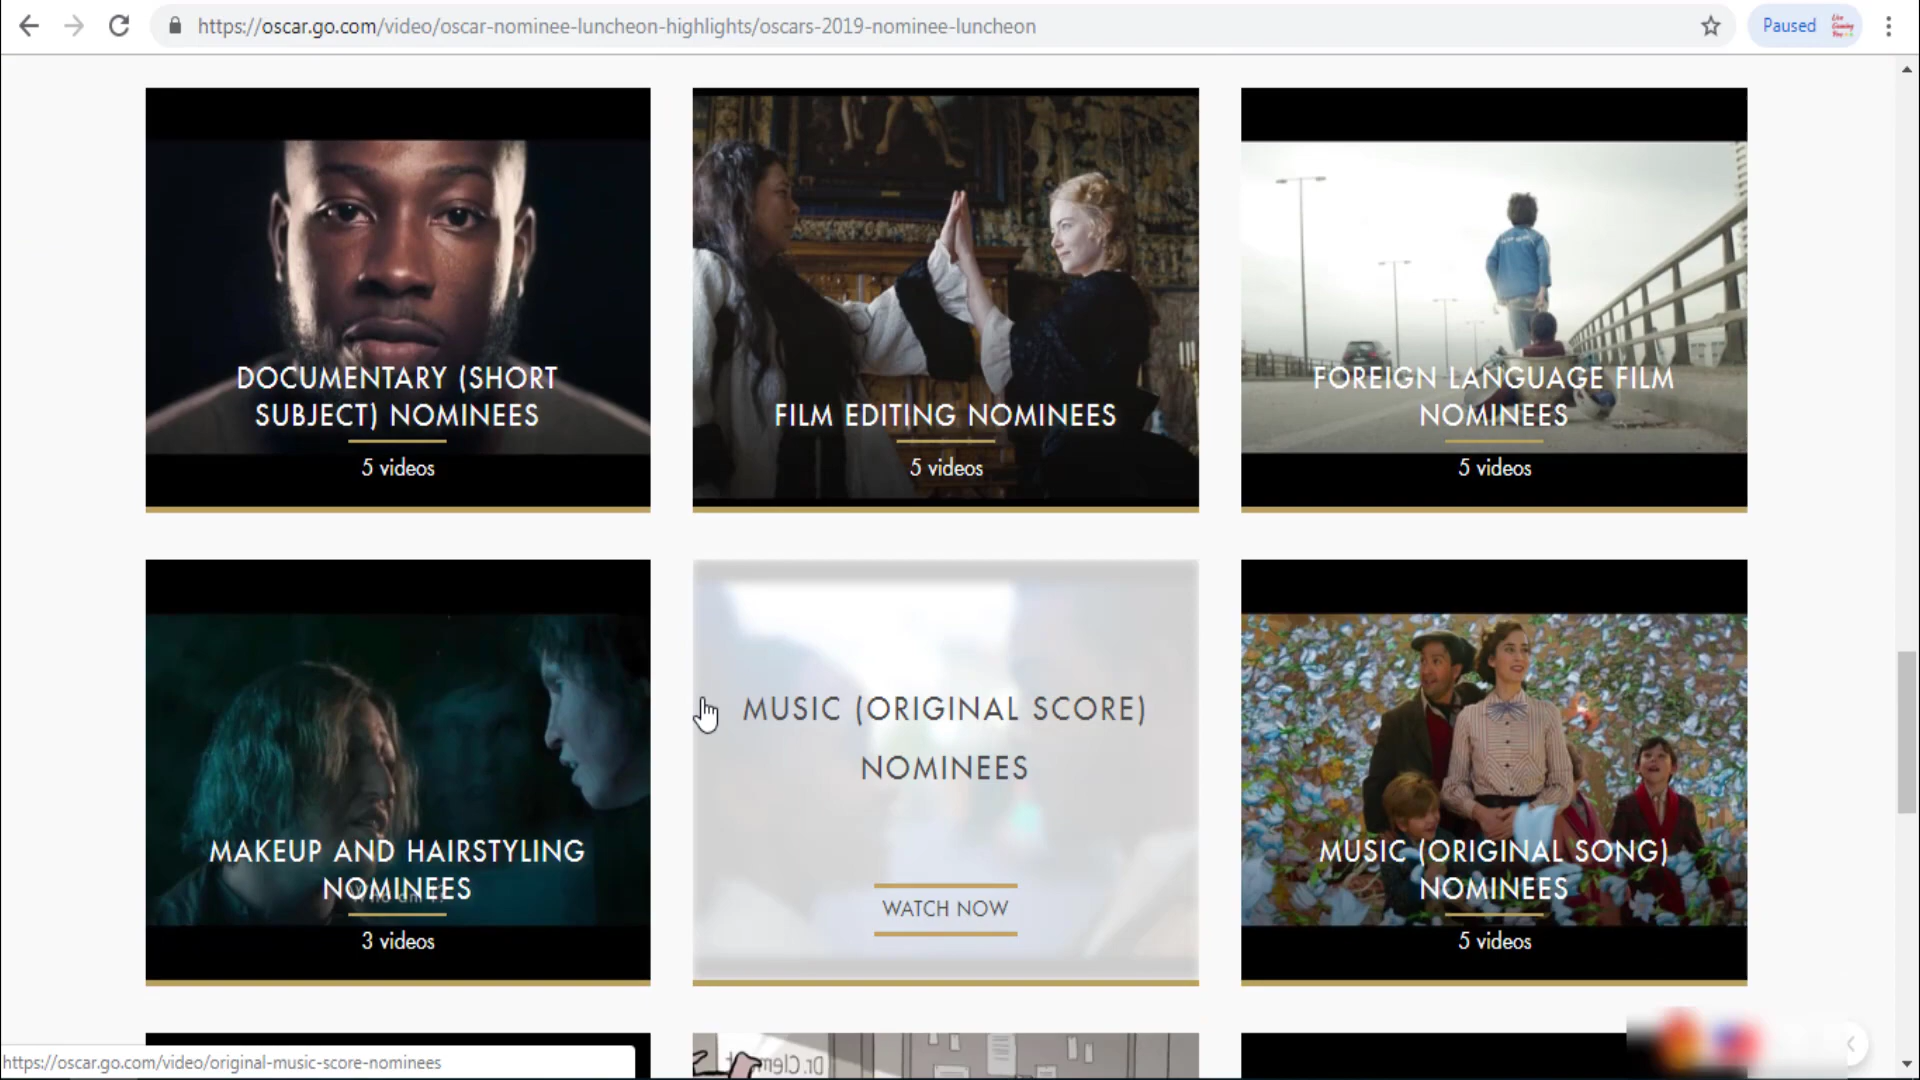 https://oscar.go.com/video/oscar-nominee-luncheon-highlights/oscars-2019-nominee-luncheon
Paused
DOCUMENTARY (SHORT
SUBJECT) NOMINEES
5 videos
FILM EDITING NOMINEES
5 videos
FOREIGN LANGUAGE FILM
NOMINEES
5 videos
MAKEUP AND HAIRSTYLING
NOMINEES
3 videos
MUSIC (ORIGINAL SCORE)
NOMINEES
WATCH NOW
MUSIC (ORIGINAL SONG)
NOMINEES
5 videos
https://oscar.go.com/video/original-music-score-nominees